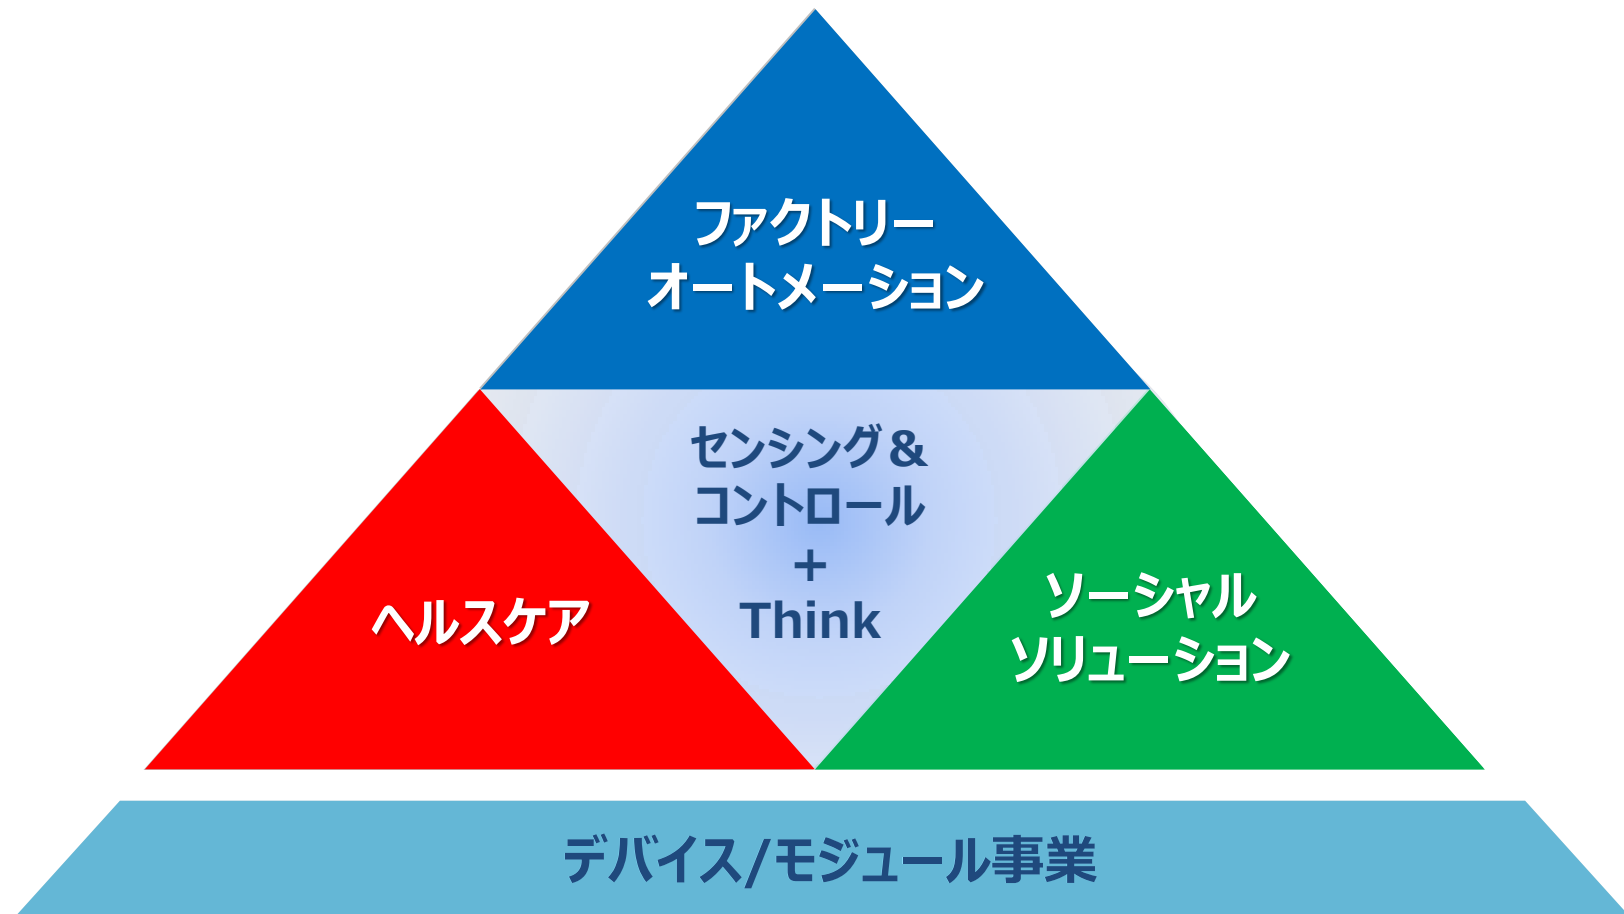 ファクトリー
オートメーション
センシング＆
コントロール
＋
Think
ヘルスケア
ソーシャル
ソリューション
デバイス/モジュール事業